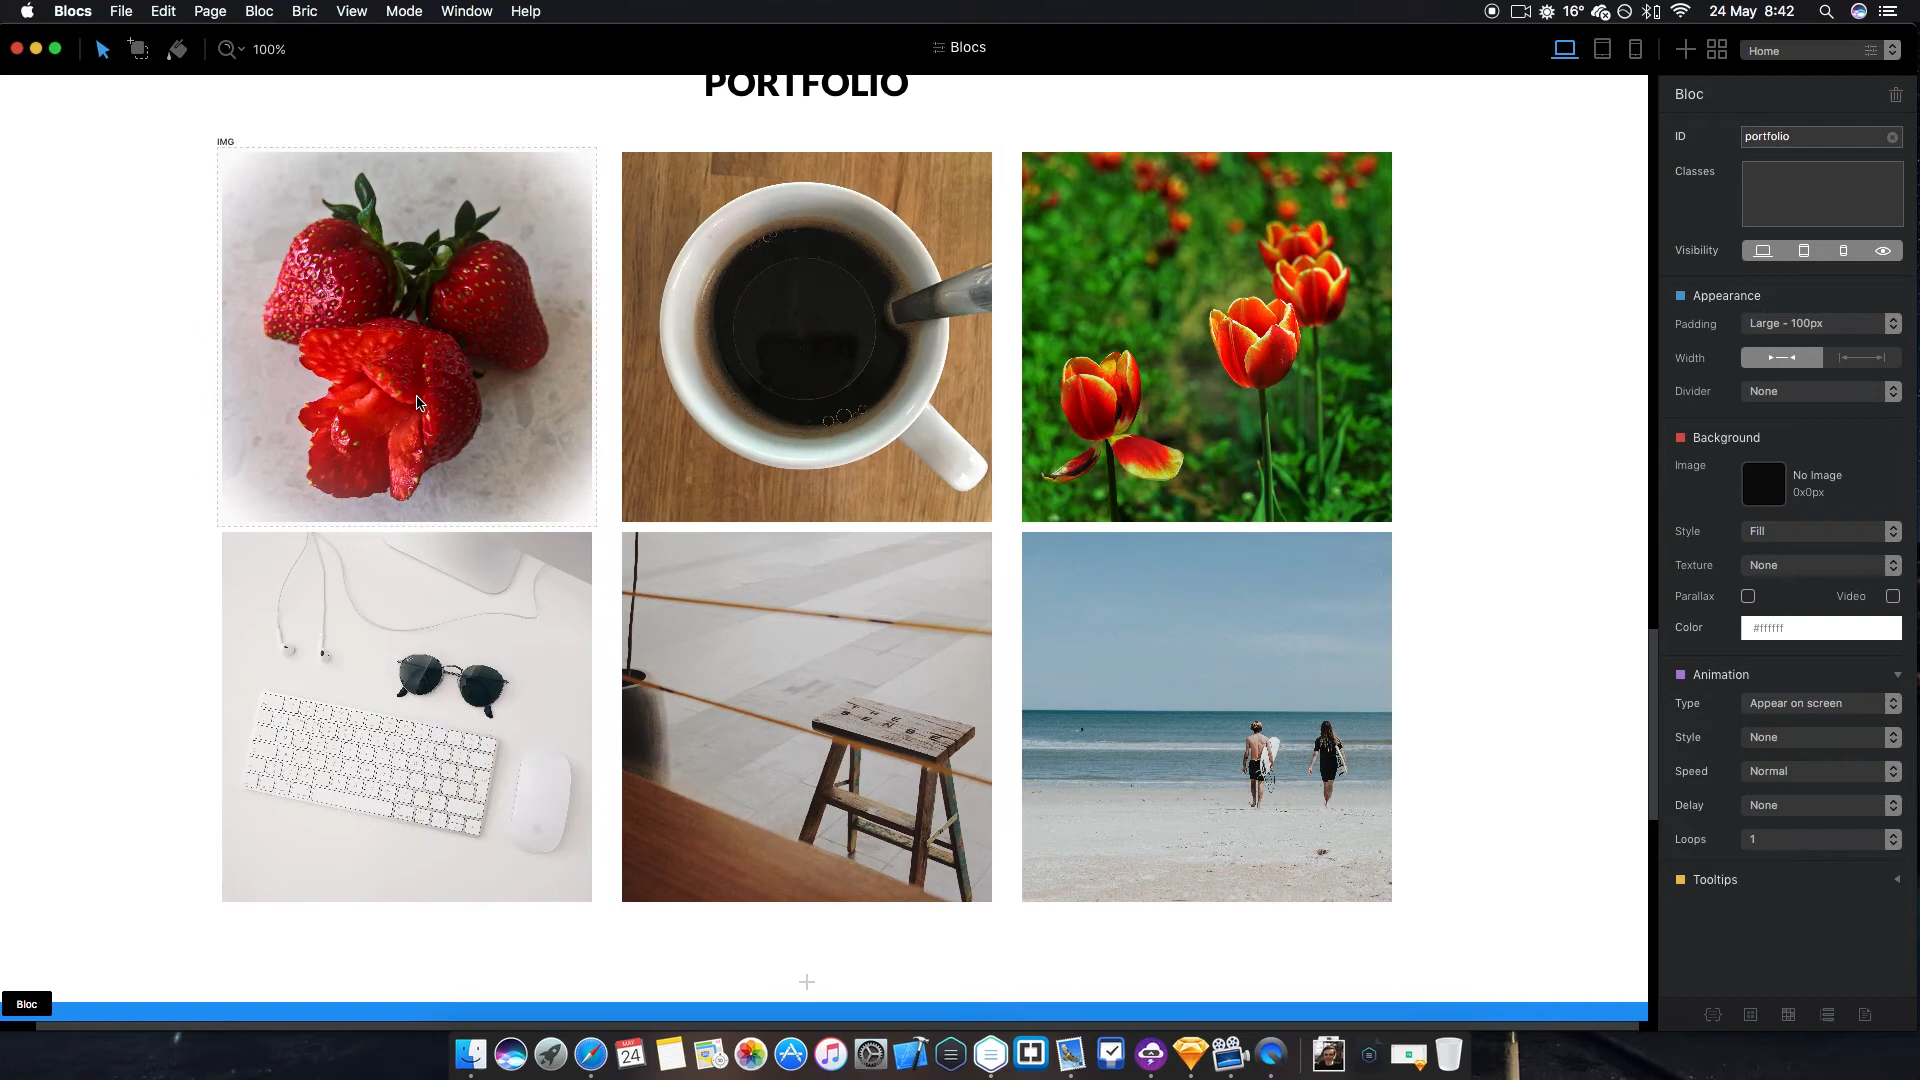 Blocs File Edit Page Bloc Bric View Mode Window Help
16° 24 May 8:42
100%
Blocs
Home
PORTFOLIO
IMG
THE
Bloc
ID portfolio
Classes
Visibility
Appearance
Padding Large - 100px
Width
Divider None
Background
Image No Image
0x0px
Style Fill
Texture None
Parallax Video
Color #ffffff
Animation
Type Appear on screen
Style None
Speed Normal
Delay None
Loops 1
Tooltips
Bloc
MAY
24